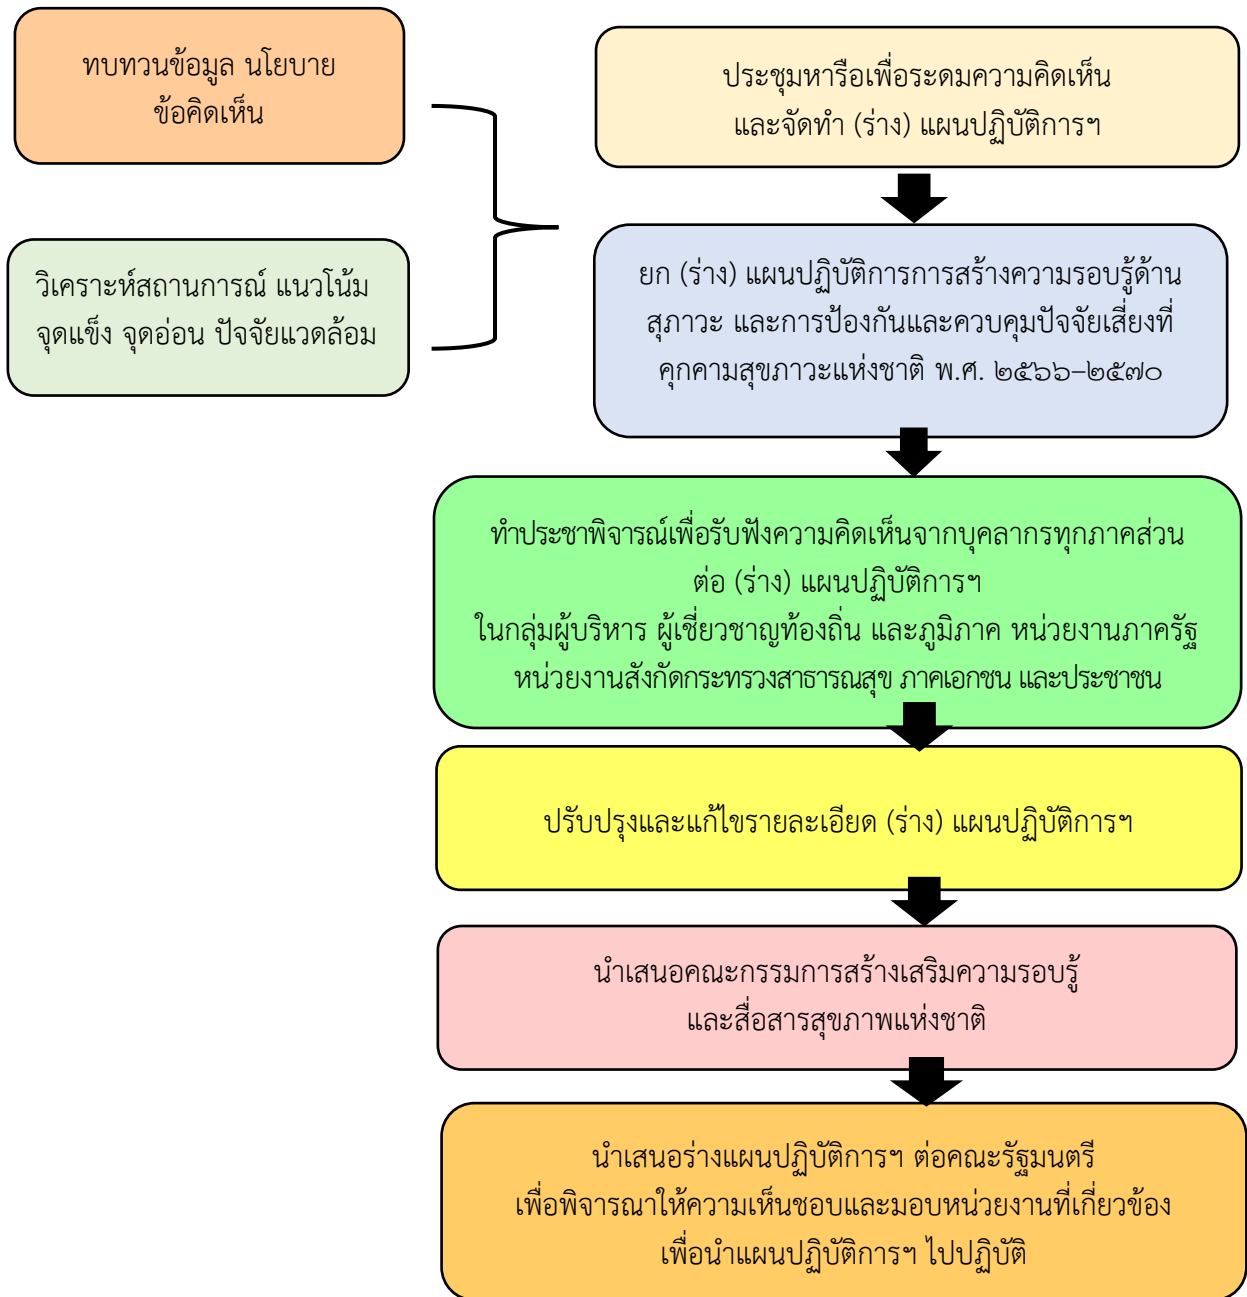 ทบทวนข้อมูล นโยบาย
ข้อคิดเห็น
วิเคราะห์สถานการณ์ แนวโน้ม
จุดแข็ง จุดอ่อน ปัจจัยแวดล้อม
ประชุมหารือเพื่อระดมความคิดเห็น
และจัดทำ (ร่าง) แผนปฏิบัติการฯ
ยก (ร่าง) แผนปฏิบัติการการสร้างความรอบรู้ด้าน
สุภาวะ และการป้องกันและควบคุมปัจจัยเสี่ยงที่
คุกคามสุขภาวะแห่งชาติ พ.ศ. ๒๕๖๖–๒๕๗๐
ทำประชาพิจารณ์เพื่อรับฟังความคิดเห็นจากบุคลากรทุกภาคส่วน
ต่อ (ร่าง) แผนปฏิบัติการฯ
ในกลุ่มผู้บริหาร ผู้เชี่ยวชาญท้องถิ่น และภูมิภาค หน่วยงานภาครัฐ
หน่วยงานสังกัดกระทรวงสาธารณสุข ภาคเอกชน และประชาชน
ปรับปรุงและแก้ไขรายละเอียด (ร่าง) แผนปฏิบัติการฯ
นำเสนอคณะกรรมการสร้างเสริมความรอบรู้
และสื่อสารสุขภาพแห่งชาติ
นำเสนอร่างแผนปฏิบัติการฯ ต่อคณะรัฐมนตรี
เพื่อพิจารณาให้ความเห็นชอบและมอบหน่วยงานที่เกี่ยวข้อง
เพื่อนำแผนปฏิบัติการฯ ไปปฏิบัติ